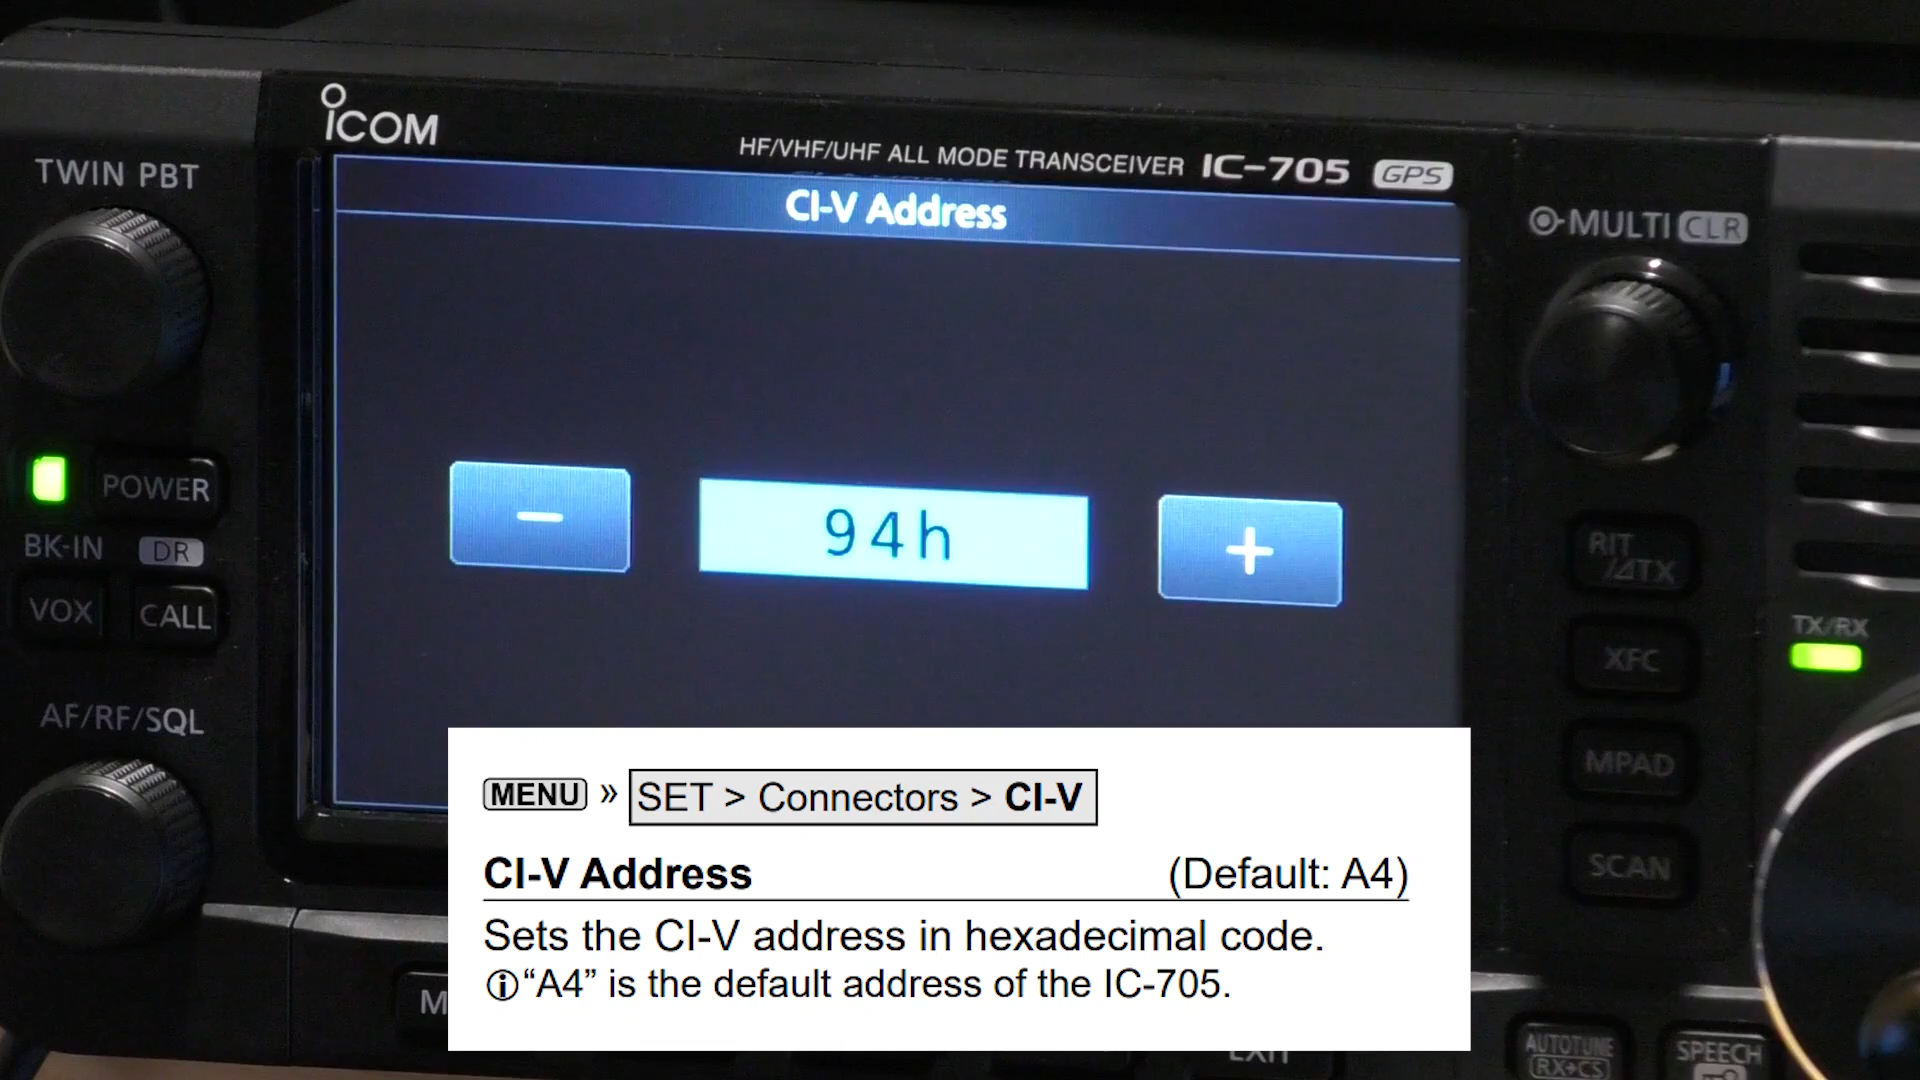 ICOM
HF/VHF/UHF ALL MODE TRANSCEIVER IC-705 GPS
TWIN PBT
CI-V Address
MULTI CLR
− 94h +
POWER
BK-IN DR
VOX CALL
RIT
/⊿TX
TX/RX
XFC
AF/RF/SQL
MPAD
SCAN
MENU » SET > Connectors > CI-V
CI-V Address (Default: A4)
Sets the CI-V address in hexadecimal code.
ⓘ“A4” is the default address of the IC-705.
EXIT
AUTOTUNE
RX→CS
SPEECH